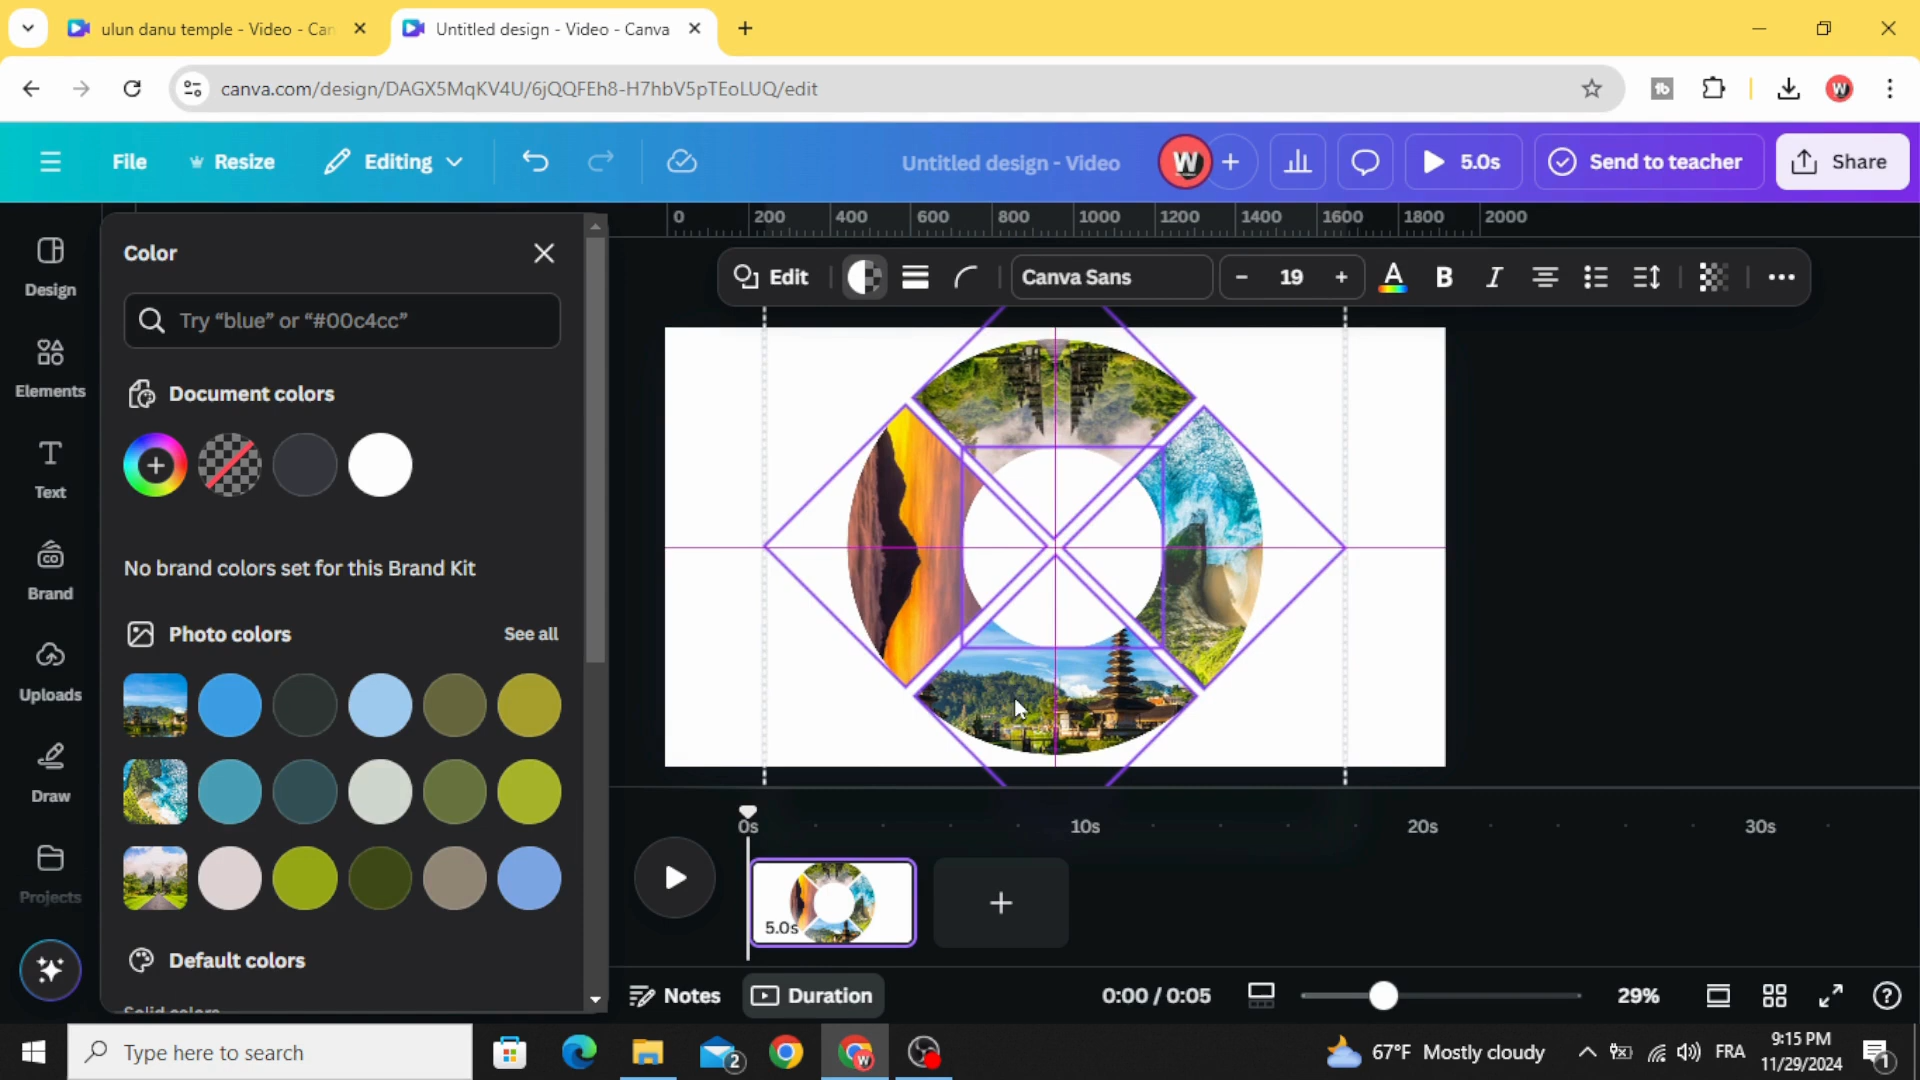 ulun danu temple - Video - Can
Untitled design - Video - Canva
canva.com/design/DAGX5MqKV4U/6jQQFEh8-H7hbV5pTEoLUQ/edit
File
Resize
Editing
Untitled design - Video
W
5.0s
Send to teacher
Share
0 200 400 600 800 1000 1200 1400 1600 1800 2000
Design
Elements
Text
Brand
Uploads
Draw
Projects
Color
Try “blue” or “#00c4cc”
Document colors
No brand colors set for this Brand Kit
Photo colors
See all
Default colors
Solid colors
Edit
Canva Sans
19
A
B
I
0s 10s 20s 30s
5.0s
Notes
Duration
0:00 / 0:05
29%
Type here to search
2
67°F Mostly cloudy
FRA
9:15 PM
11/29/2024
1